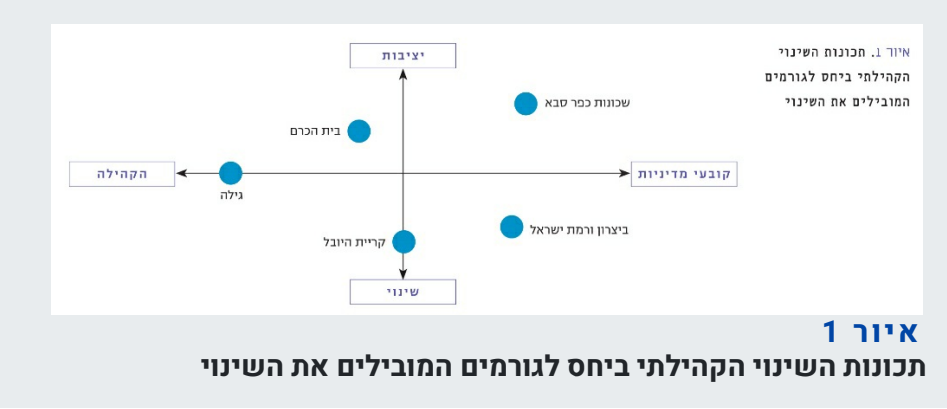 איור 1. תכונות השינוי
הקהילתי ביחס לגורמים
המובילים את השינוי
יציבות
שכונות כפר סבא
בית הכרם
קובעי מדיניות
הקהילה
גילה
ביצרון ורמת ישראל
קריית היובל
שינוי
איור 1
תכונות השינוי הקהילתי ביחס לגורמים המובילים את השינוי